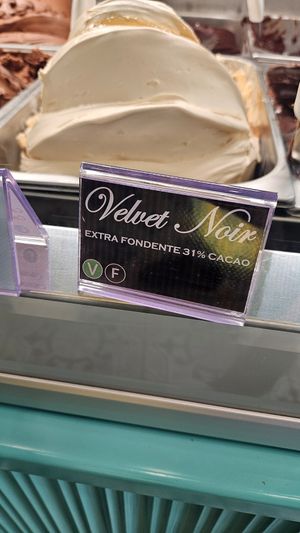 Velvet Noir
EXTRA FONDENTE 31% CACAO
V F